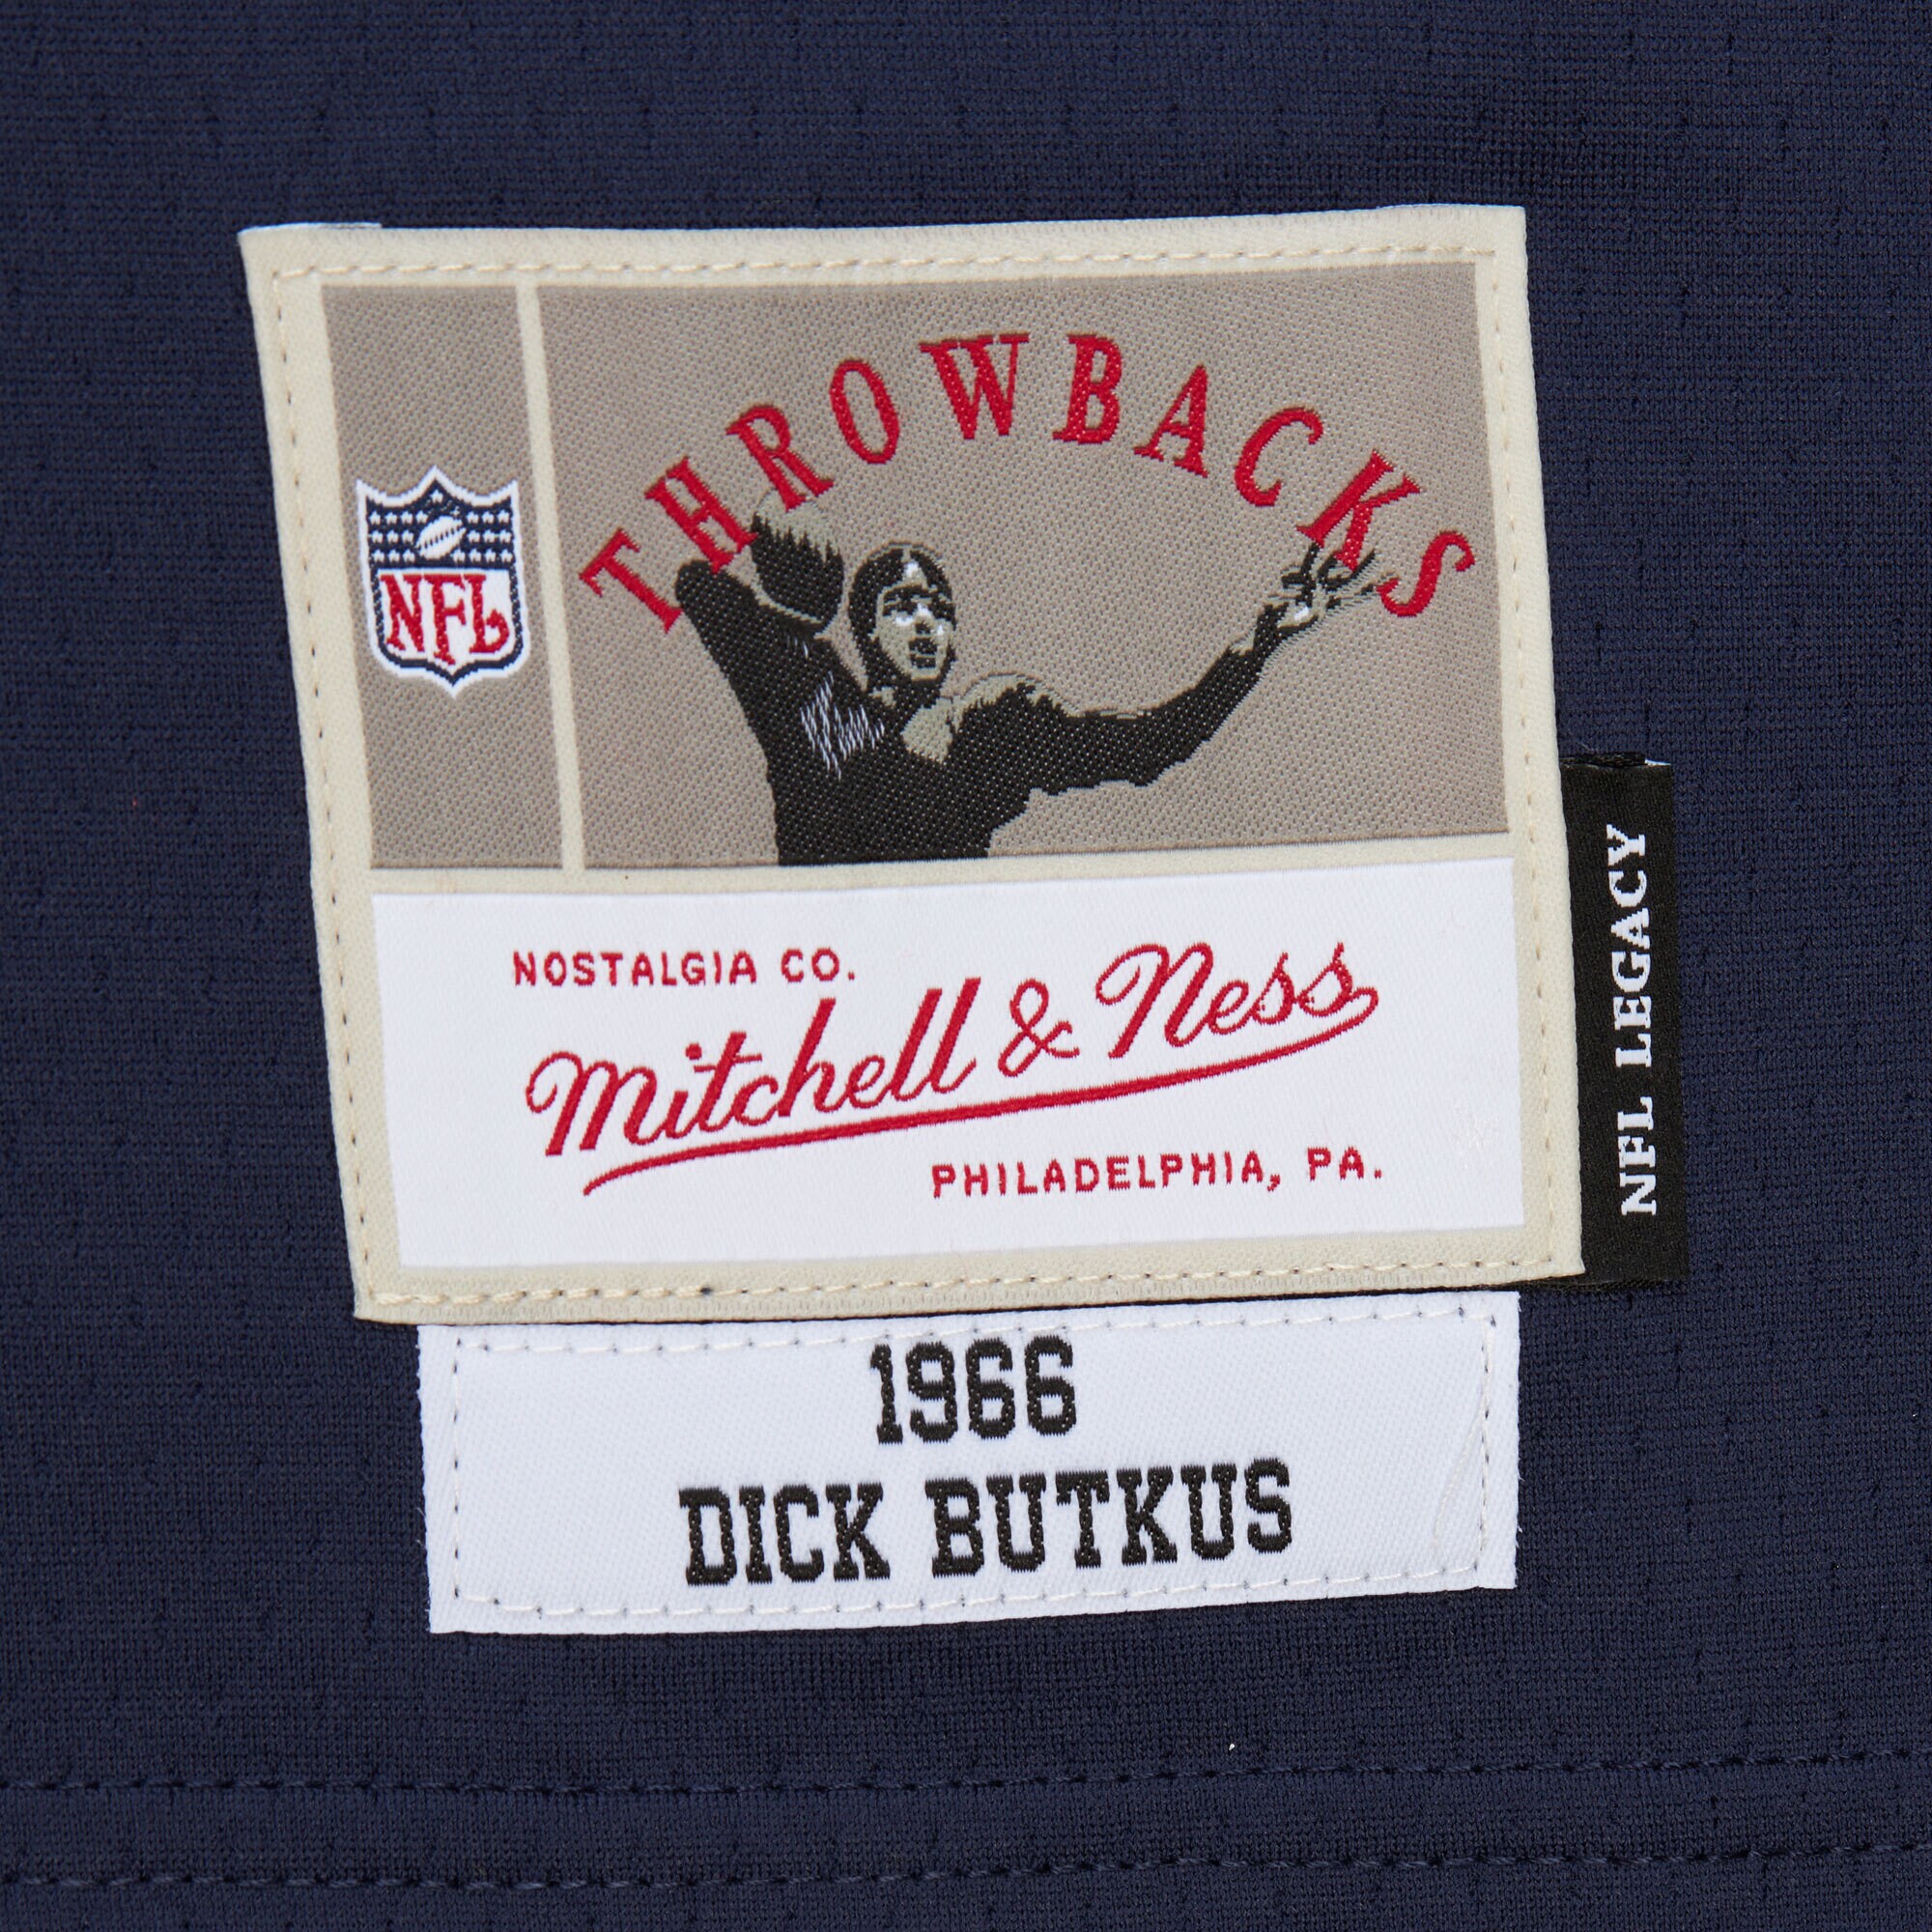 THROWBACKS
NFL
NOSTALGIA CO.
Mitchell & Ness
PHILADELPHIA, PA.
NFL LEGACY
1966
DICK BUTKUS